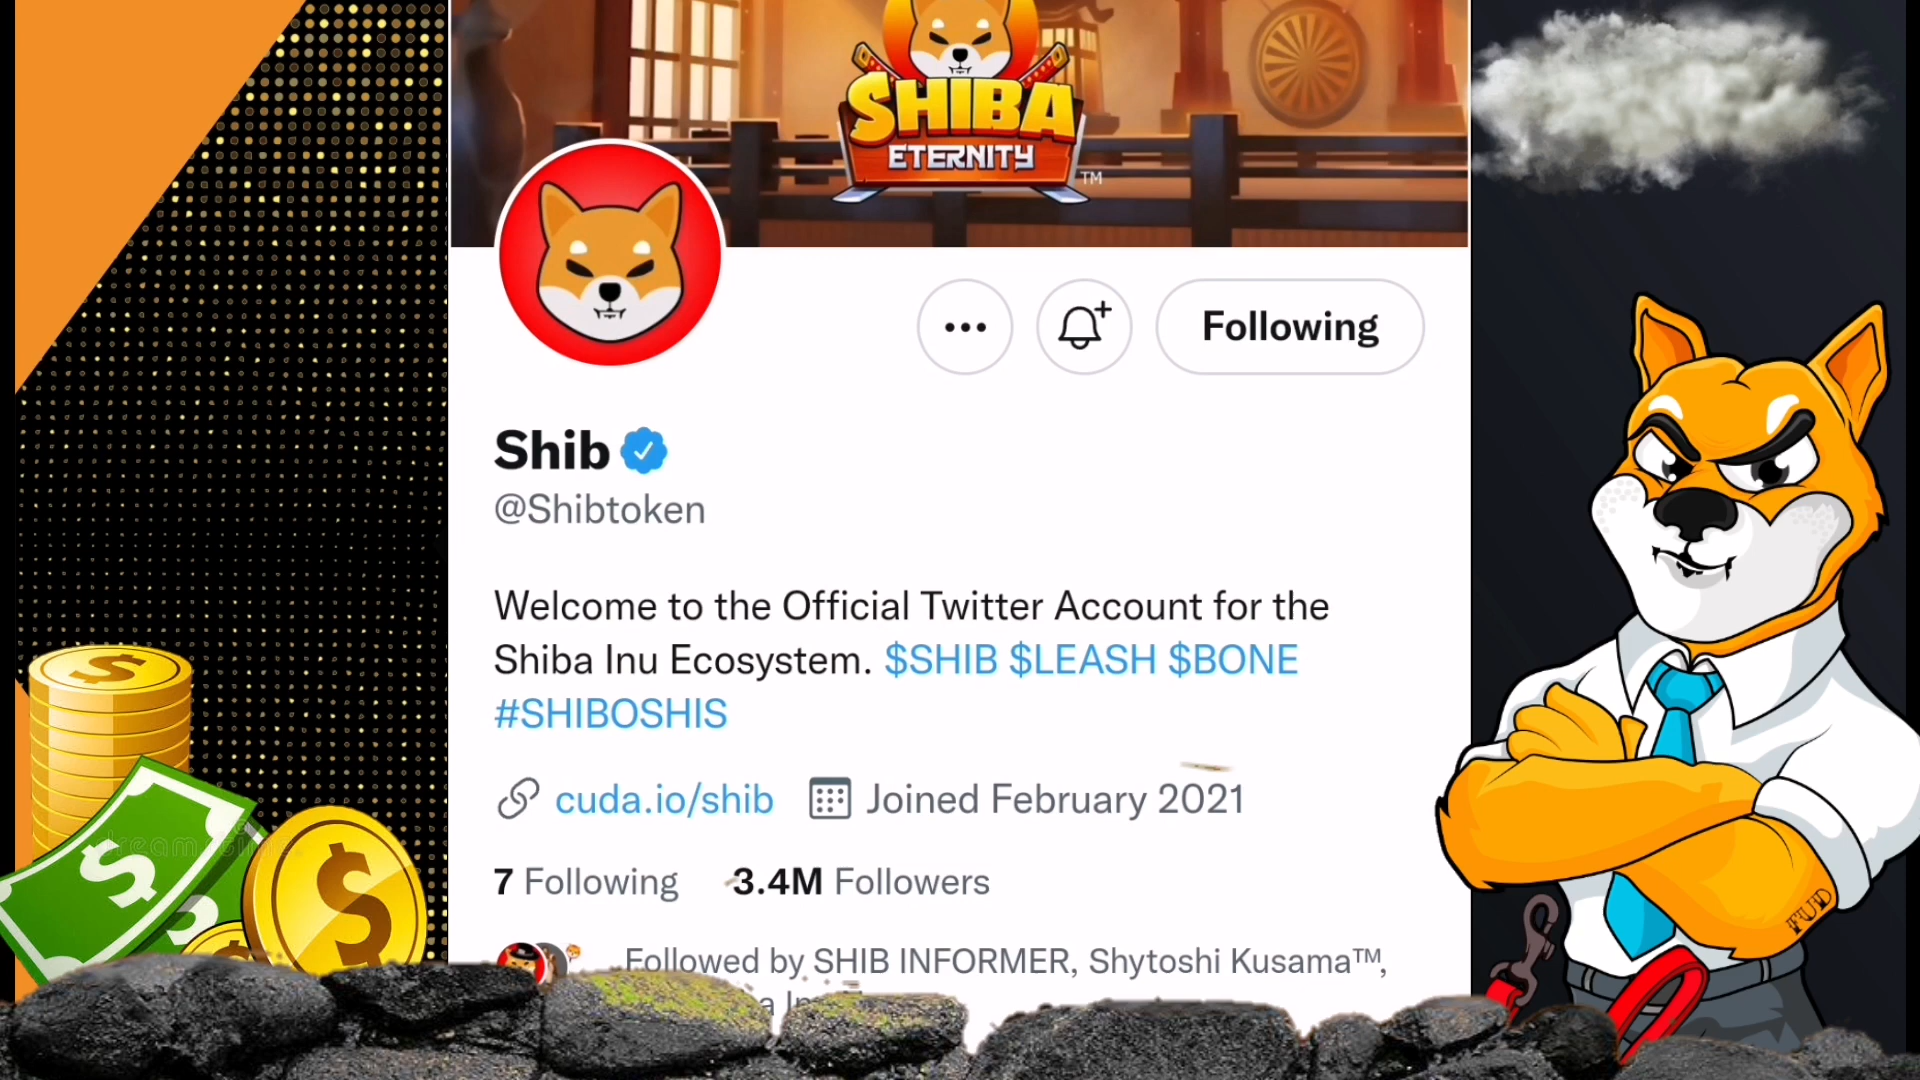 SHIBA
ETERNITY
TM
Following
Shib
@Shibtoken
Welcome to the Official Twitter Account for the
Shiba Inu Ecosystem. $SHIB $LEASH $BONE
#SHIBOSHIS
cuda.io/shib Joined February 2021
7 Following 3.4M Followers
Followed by SHIB INFORMER, Shytoshi Kusama™,
FUD
$
$
$